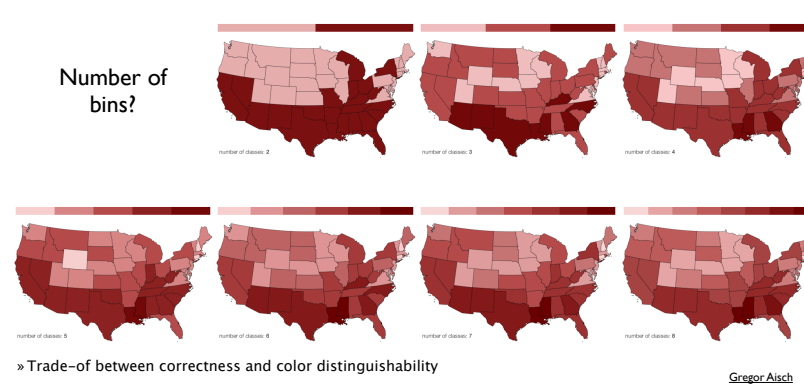 Number of
bins?
number of classes: 2
number of classes: 3
number of classes: 4
number of classes: 5
number of classes: 6
number of classes: 7
number of classes: 8
» Trade-of between correctness and color distinguishability
Gregor Aisch